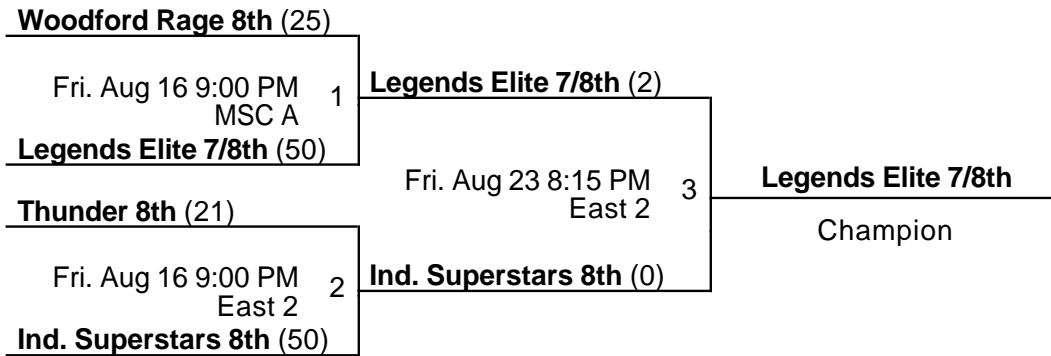 Woodford Rage 8th (25)
Fri. Aug 16 9:00 PM
MSC A
1
Legends Elite 7/8th (50)
Legends Elite 7/8th (2)
Thunder 8th (21)
Fri. Aug 16 9:00 PM
East 2
2
Ind. Superstars 8th (50)
Ind. Superstars 8th (0)
Fri. Aug 23 8:15 PM
East 2
3
Legends Elite 7/8th
Champion